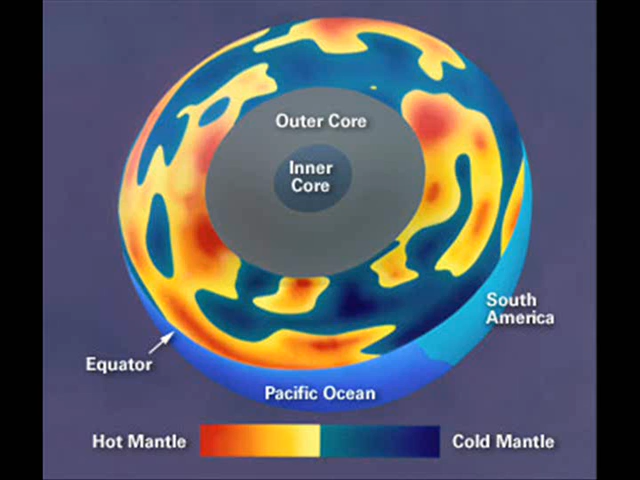 Outer Core
Inner
Core
South
America
Equator
Pacific Ocean
Hot Mantle
Cold Mantle